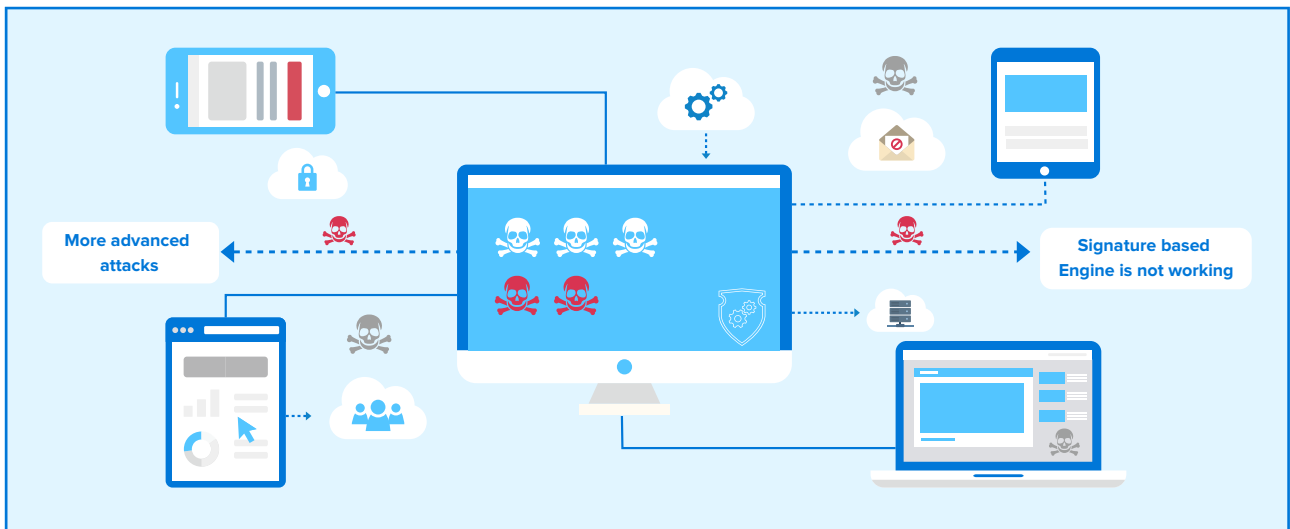 More advanced
attacks
Signature based
Engine is not working